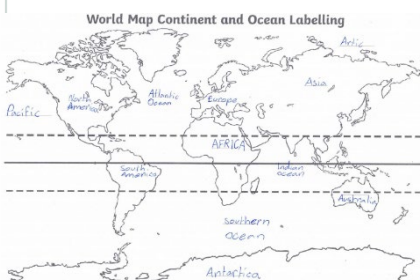 World Map Continent and Ocean Labelling
Artic
Asia
North
America
Atlantic
Ocean
Europe
Pacific
AFRICA
South
America
Indian
ocean
Australia
Southern
ocean
Antartica